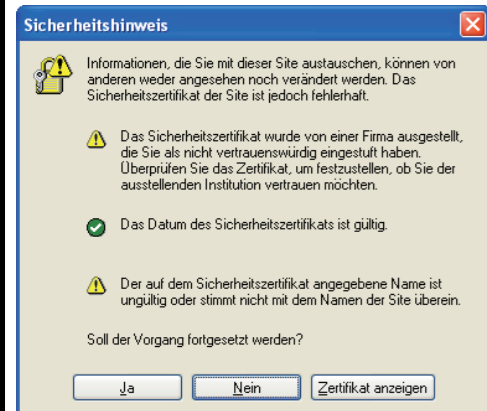 Sicherheitshinweis
Informationen, die Sie mit dieser Site austauschen, können von
anderen weder angesehen noch verändert werden. Das
Sicherheitszertifikat der Site ist jedoch fehlerhaft.
Das Sicherheitszertifikat wurde von einer Firma ausgestellt,
die Sie als nicht vertrauenswürdig eingestuft haben.
Überprüfen Sie das Zertifikat, um festzustellen, ob Sie der
ausstellenden Institution vertrauen möchten.
Das Datum des Sicherheitszertifikats ist gültig.
Der auf dem Sicherheitszertifikat angegebene Name ist
ungültig oder stimmt nicht mit dem Namen der Site überein.
Soll der Vorgang fortgesetzt werden?
Ja Nein Zertifikat anzeigen